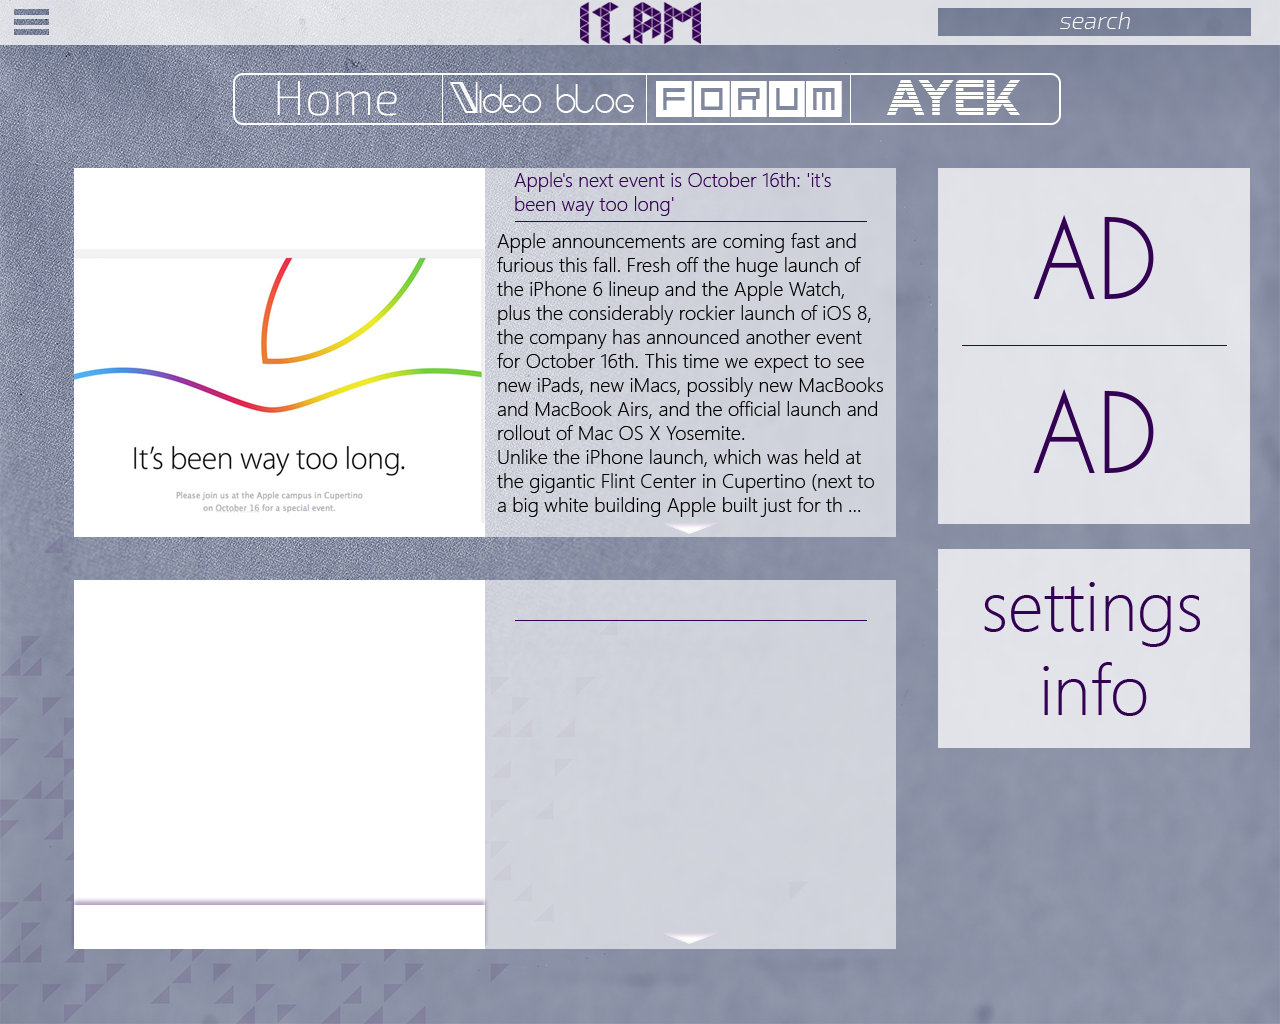 IT.AM
search
Home
Video blog
FORUM
AYEK
Apple's next event is October 16th: 'it's
been way too long'
Apple announcements are coming fast and
furious this fall. Fresh off the huge launch of
the iPhone 6 lineup and the Apple Watch,
plus the considerably rockier launch of iOS 8,
the company has announced another event
for October 16th. This time we expect to see
new iPads, new iMacs, possibly new MacBooks
and MacBook Airs, and the official launch and
rollout of Mac OS X Yosemite.
Unlike the iPhone launch, which was held at
the gigantic Flint Center in Cupertino (next to
a big white building Apple built just for th ...
It's been way too long.
Please join us at the Apple campus in Cupertino
on October 16 for a special event.
AD
AD
settings
info